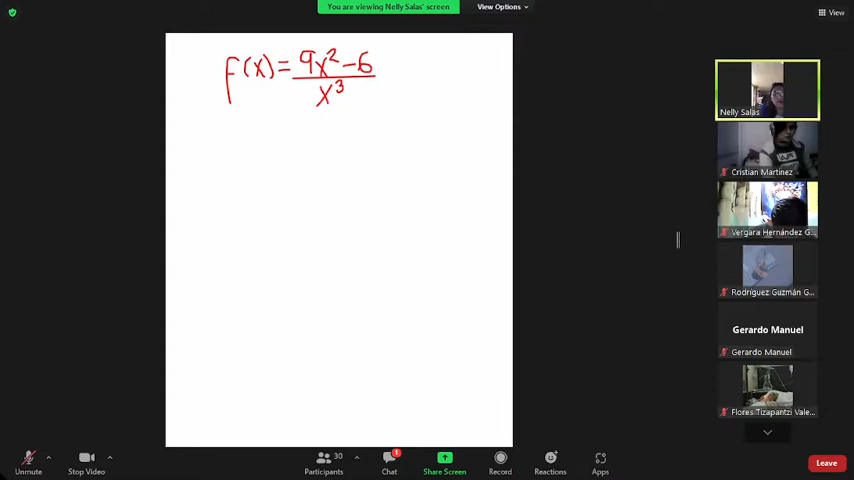 You are viewing Nelly Salas' screen
View Options
View
f(x)= 9x²-6
x³
Nelly Salas
Cristian Martinez
Vergara Hernández G...
Rodríguez Guzmán G...
Gerardo Manuel
Gerardo Manuel
Flores Tizapantzi Vale...
Unmute
Stop Video
30
Participants
1
Chat
Share Screen
Record
Reactions
Apps
Leave